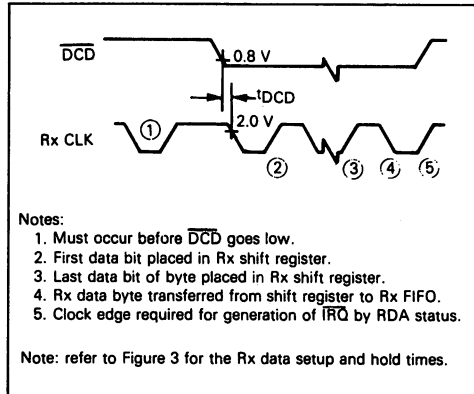 DCD
0.8 V
tDCD
2.0 V
Rx CLK
1
2
3
4
5
Notes:
1. Must occur before DCD goes low.
2. First data bit placed in Rx shift register.
3. Last data bit of byte placed in Rx shift register.
4. Rx data byte transferred from shift register to Rx FIFO.
5. Clock edge required for generation of IRQ by RDA status.
Note: refer to Figure 3 for the Rx data setup and hold times.